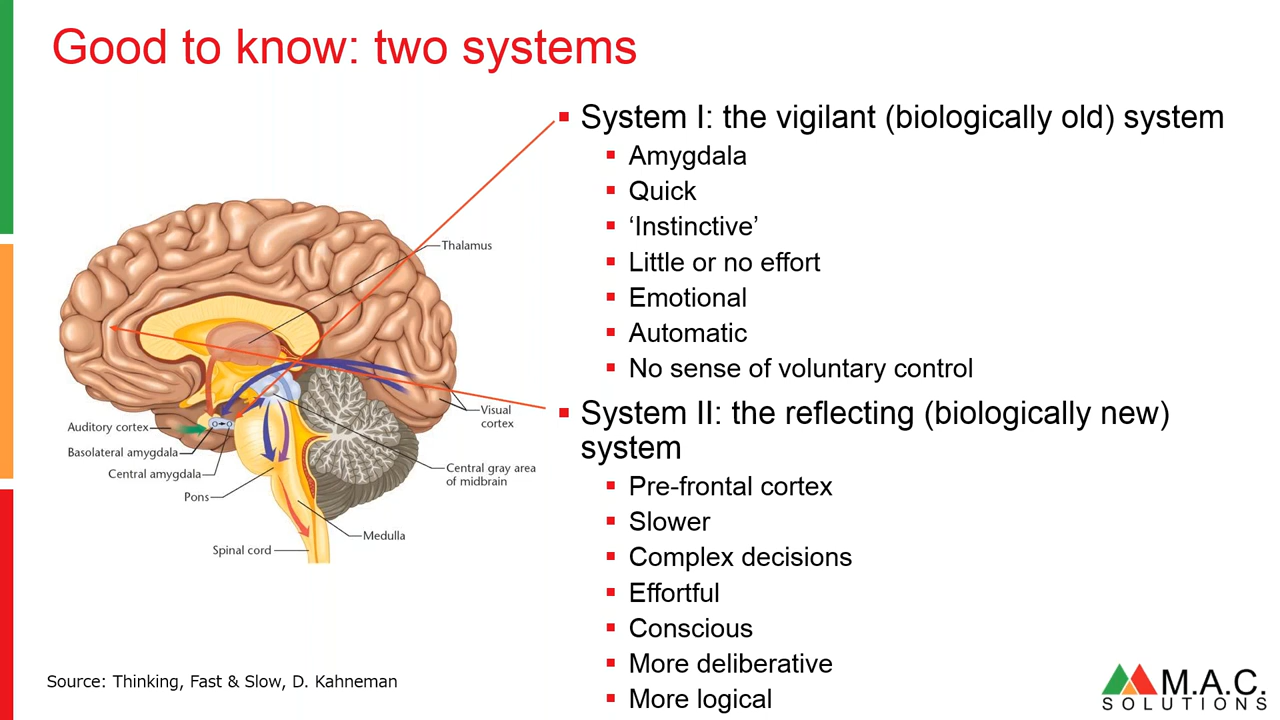 Good to know: two systems
▪ System I: the vigilant (biologically old) system
▪ Amygdala
▪ Quick
▪ ‘Instinctive’
▪ Little or no effort
▪ Emotional
▪ Automatic
▪ No sense of voluntary control
▪ System II: the reflecting (biologically new)
system
▪ Pre-frontal cortex
▪ Slower
▪ Complex decisions
▪ Effortful
▪ Conscious
▪ More deliberative
▪ More logical
Thalamus
Visual
cortex
Auditory cortex
Basolateral amygdala
Central amygdala
Pons
Central gray area
of midbrain
Medulla
Spinal cord
Source: Thinking, Fast & Slow, D. Kahneman
M.A.C.
SOLUTIONS